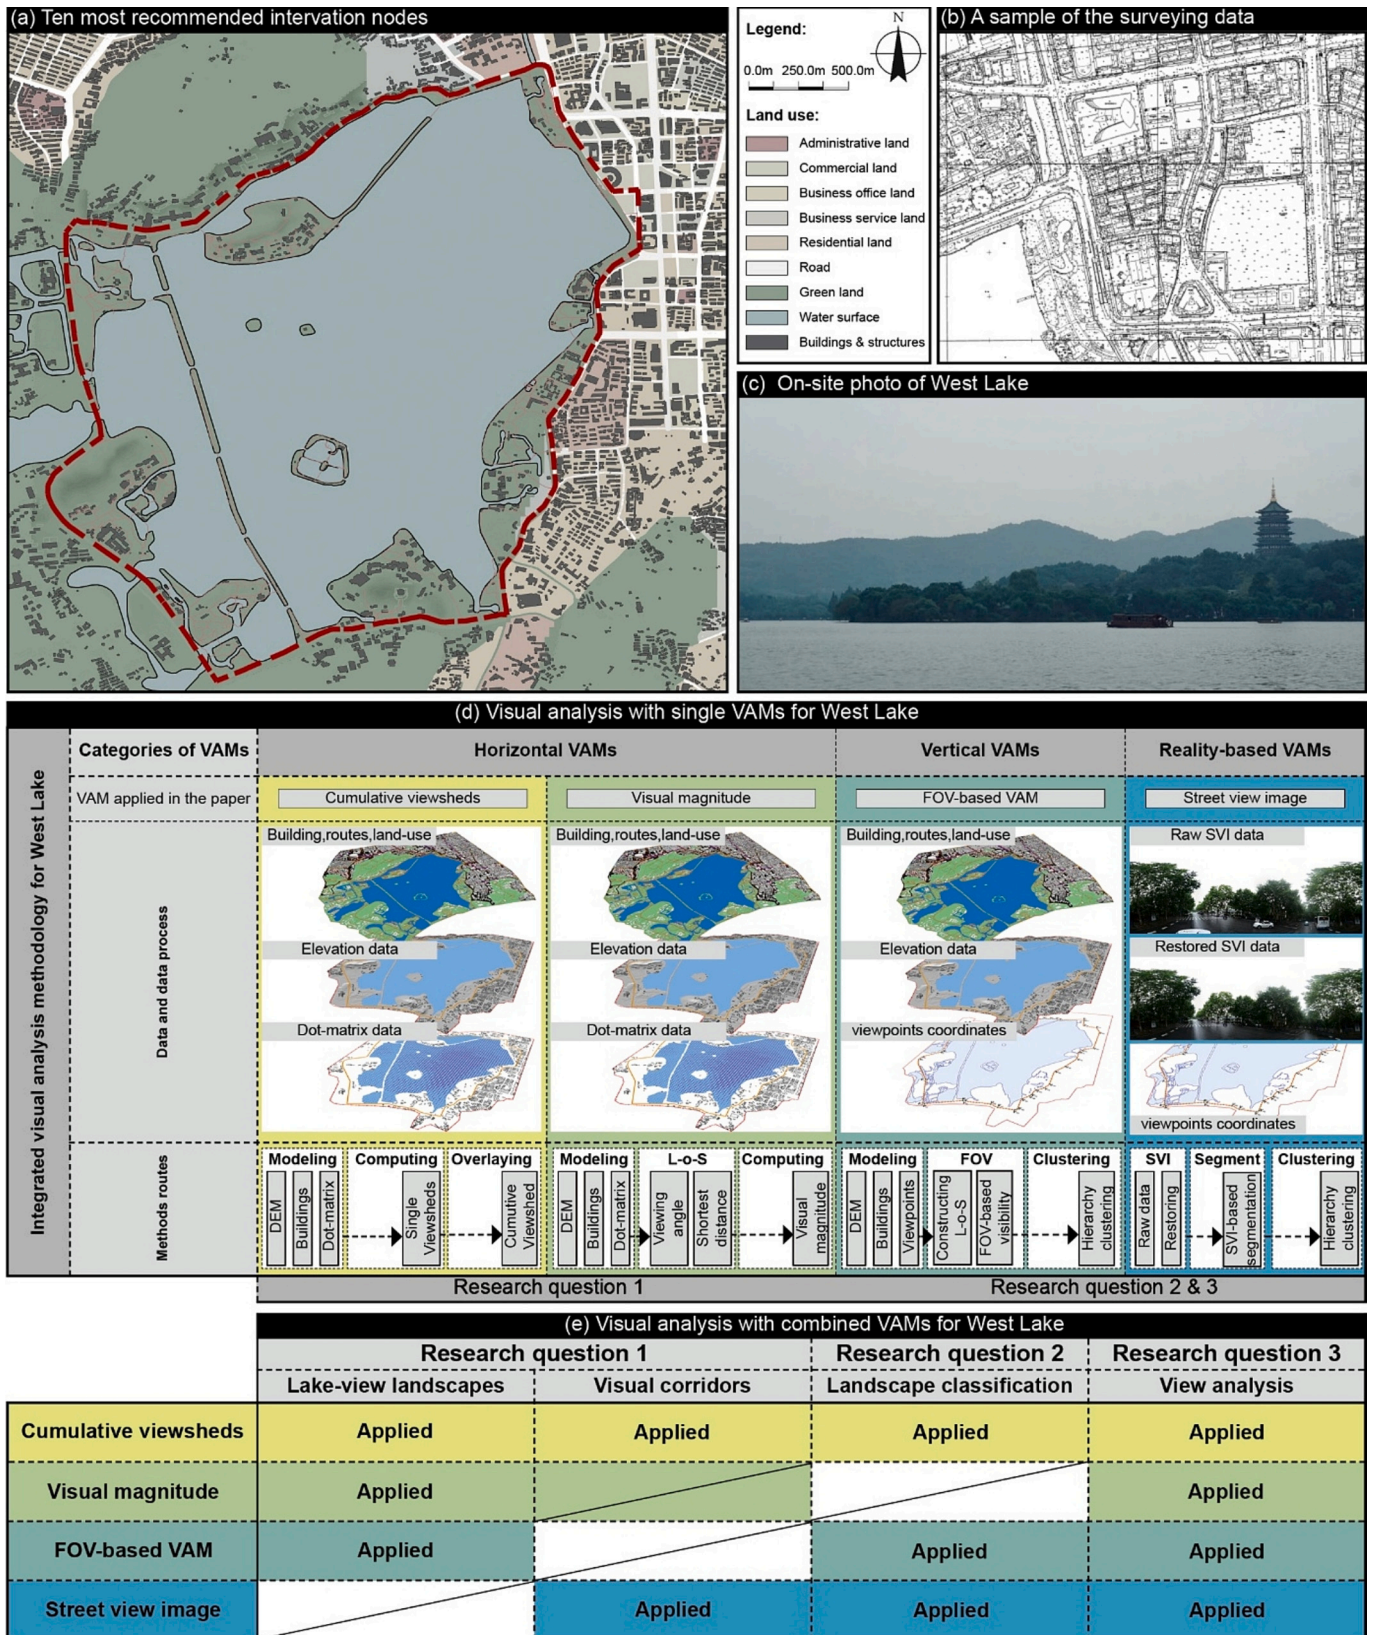 (a) Ten most recommended intervation nodes
Legend:
N
0.0m 250.0m 500.0m
Land use:
Administrative land
Commercial land
Business office land
Business service land
Residential land
Road
Green land
Water surface
Buildings & structures
(b) A sample of the surveying data
(c) On-site photo of West Lake
(d) Visual analysis with single VAMs for West Lake
Integrated visual analysis methodology for West Lake
Categories of VAMs
Horizontal VAMs
Vertical VAMs
Reality-based VAMs
VAM applied in the paper
Cumulative viewsheds
Visual magnitude
FOV-based VAM
Street view image
Data and data process
Building,routes,land-use
Elevation data
Dot-matrix data
Building,routes,land-use
Elevation data
Dot-matrix data
Building,routes,land-use
Elevation data
viewpoints coordinates
Raw SVI data
Restored SVI data
viewpoints coordinates
Methods routes
Modeling
DEM
Buildings
Dot-matrix
Computing
Single
Viewsheds
Overlaying
Cumutive
Viewshed
Modeling
DEM
Buildings
Dot-matrix
L-o-S
Viewing
angle
Shortest
distance
Computing
Visual
magnitude
Modeling
DEM
Buildings
Viewpoints
FOV
Constructing
L-o-S
FOV-based
visibility
Clustering
Hierarchy
clustering
SVI
Raw data
Restoring
Segment
SVI-based
segmentation
Clustering
Hierarchy
clustering
Research question 1
Research question 2 & 3
(e) Visual analysis with combined VAMs for West Lake
Research question 1
Research question 2
Research question 3
Lake-view landscapes
Visual corridors
Landscape classification
View analysis
Cumulative viewsheds
Applied
Applied
Applied
Applied
Visual magnitude
Applied
Applied
FOV-based VAM
Applied
Applied
Applied
Street view image
Applied
Applied
Applied